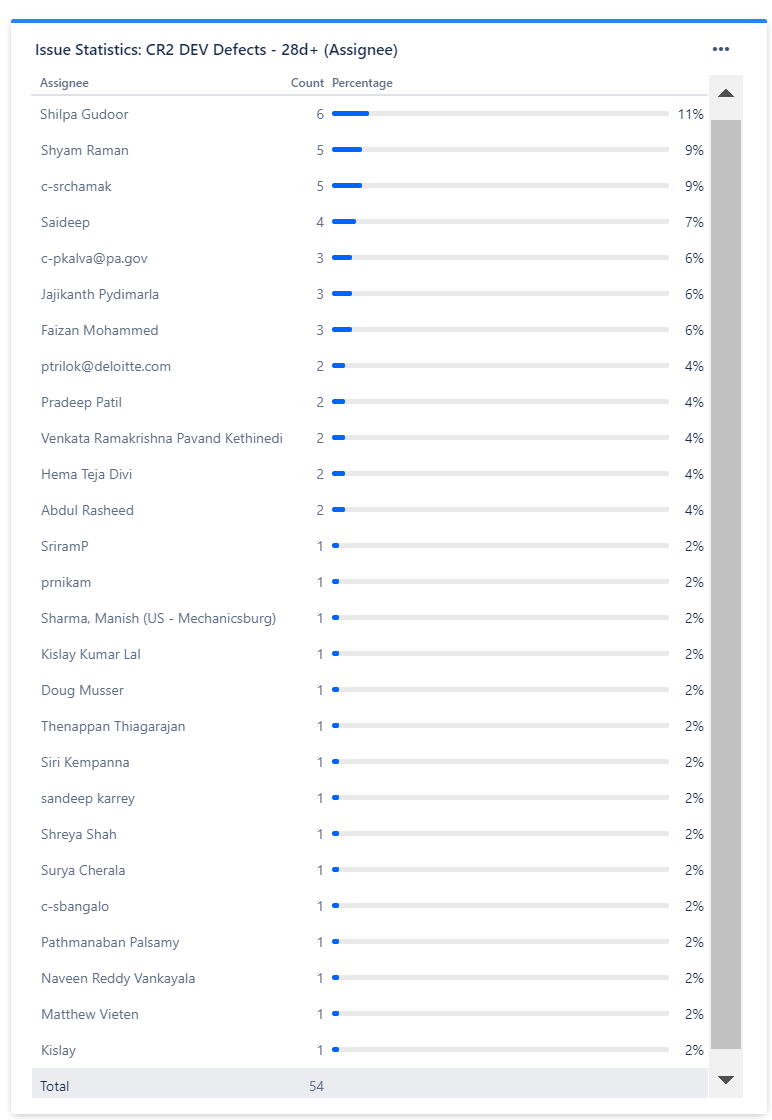 Issue Statistics: CR2 DEV Defects - 28d+ (Assignee)
Assignee Count Percentage
Shilpa Gudoor 6 11%
Shyam Raman 5 9%
c-srchamak 5 9%
Saideep 4 7%
c-pkalva@pa.gov 3 6%
Jajikanth Pydimarla 3 6%
Faizan Mohammed 3 6%
ptrilok@deloitte.com 2 4%
Pradeep Patil 2 4%
Venkata Ramakrishna Pavand Kethinedi 2 4%
Hema Teja Divi 2 4%
Abdul Rasheed 2 4%
SriramP 1 2%
prnikam 1 2%
Sharma, Manish (US - Mechanicsburg) 1 2%
Kislay Kumar Lal 1 2%
Doug Musser 1 2%
Thenappan Thiagarajan 1 2%
Siri Kempanna 1 2%
sandeep karrey 1 2%
Shreya Shah 1 2%
Surya Cherala 1 2%
c-sbangalo 1 2%
Pathmanaban Palsamy 1 2%
Naveen Reddy Vankayala 1 2%
Matthew Vieten 1 2%
Kislay 1 2%
Total 54